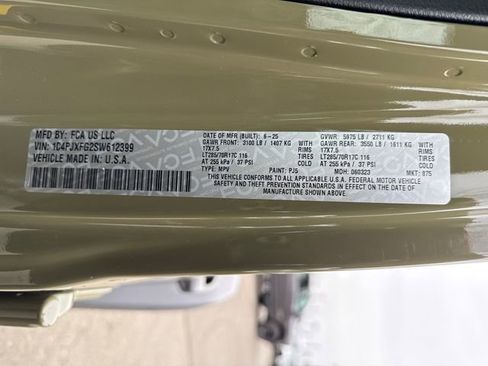 MFD BY: FCA US LLC
VIN: 1C4PJXFG2SW612399
VEHICLE MADE IN U.S.A.
DATE OF MFR (BUILT): 6-25
GVWR: 5975 LB / 2711 KG
GAWR FRONT: 3100 LB / 1407 KG WITH
17X7.5 RIMS
LT285/70R17C 116 TIRES
AT 255 kPa / 37 PSI COLD
GAWR REAR: 3550 LB / 1611 KG WITH
17X7.5 RIMS
LT285/70R17C 116 TIRES
AT 255 kPa / 37 PSI COLD
TYPE: MPV PAINT: PJ5 MDH: 060323 MKT: 875
THIS VEHICLE CONFORMS TO ALL APPLICABLE U.S.A. FEDERAL MOTOR VEHICLE
SAFETY AND THEFT PREVENTION STANDARDS IN EFFECT ON THE DATE OF
MANUFACTURE SHOWN ABOVE.